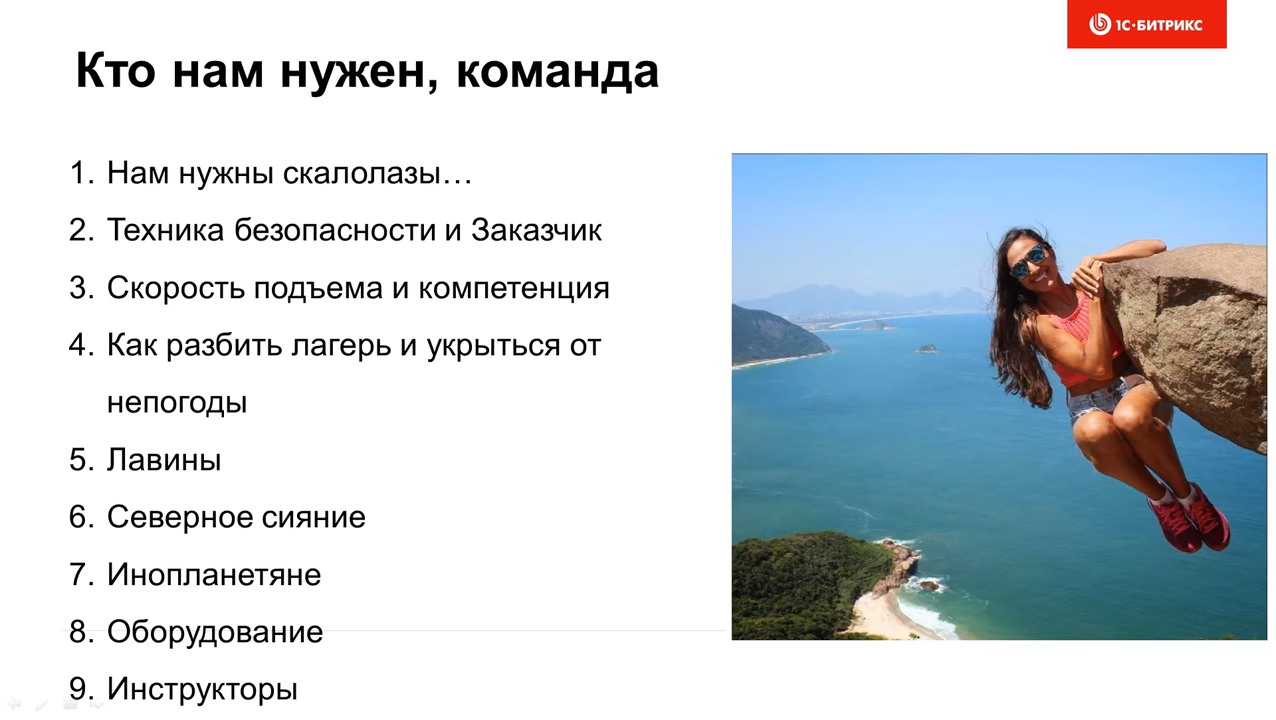 1С·БИТРИКС
Кто нам нужен, команда
1. Нам нужны скалолазы…
2. Техника безопасности и Заказчик
3. Скорость подъема и компетенция
4. Как разбить лагерь и укрыться от
непогоды
5. Лавины
6. Северное сияние
7. Инопланетяне
8. Оборудование
9. Инструкторы